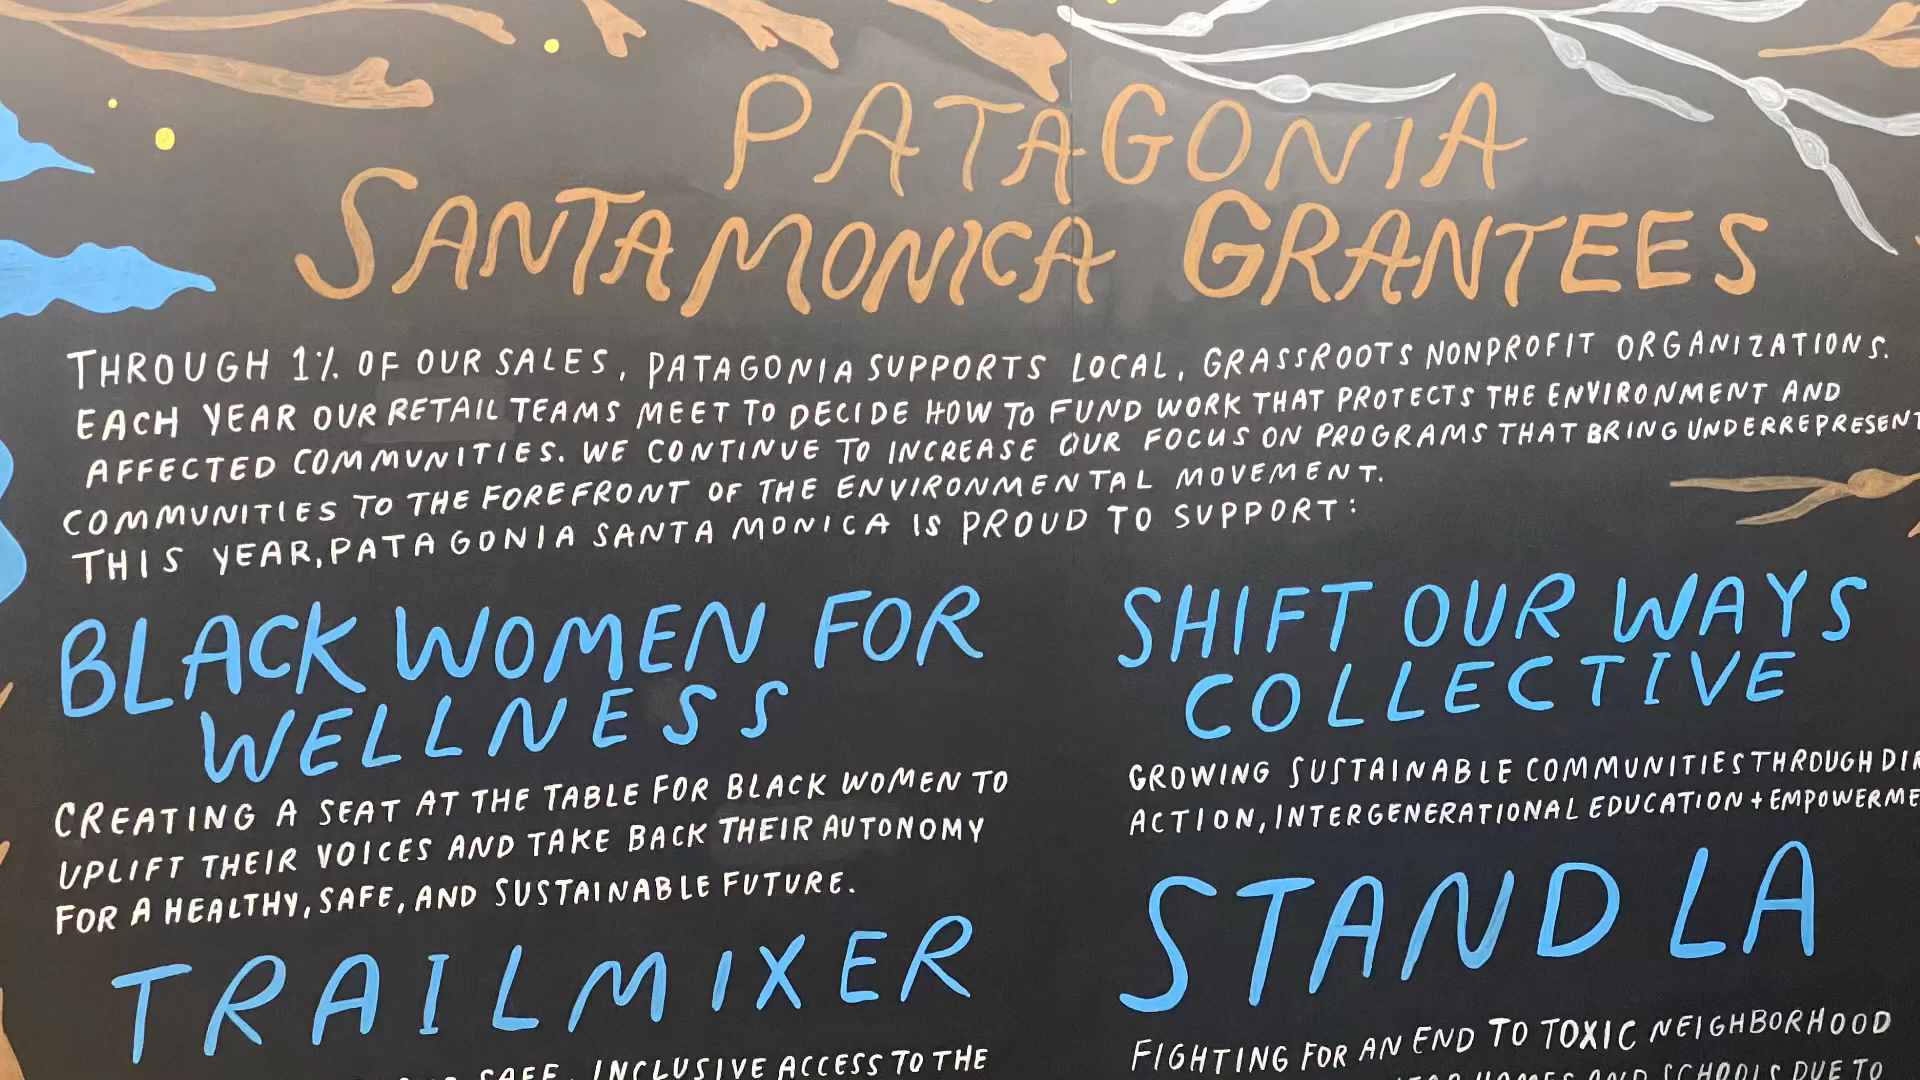 PATAGONIA
SANTA MONICA GRANTEES
THROUGH 1% OF OUR SALES, PATAGONIA SUPPORTS LOCAL, GRASSROOTS NONPROFIT ORGANIZATIONS.
EACH YEAR OUR RETAIL TEAMS MEET TO DECIDE HOW TO FUND WORK THAT PROTECTS THE ENVIRONMENT AND
AFFECTED COMMUNITIES. WE CONTINUE TO INCREASE OUR FOCUS ON PROGRAMS THAT BRING UNDERREPRESENT
COMMUNITIES TO THE FOREFRONT OF THE ENVIRONMENTAL MOVEMENT.
THIS YEAR, PATAGONIA SANTA MONICA IS PROUD TO SUPPORT:
BLACK WOMEN FOR
WELLNESS
CREATING A SEAT AT THE TABLE FOR BLACK WOMEN TO
UPLIFT THEIR VOICES AND TAKE BACK THEIR AUTONOMY
FOR A HEALTHY, SAFE, AND SUSTAINABLE FUTURE.
TRAILMIXER
SAFE, INCLUSIVE ACCESS TO THE
SHIFT OUR WAYS
COLLECTIVE
GROWING SUSTAINABLE COMMUNITIES THROUGH DIR
ACTION, INTERGENERATIONAL EDUCATION + EMPOWERME
STAND LA
FIGHTING FOR AN END TO TOXIC NEIGHBORHOOD
HOMES AND SCHOOLS DUE TO